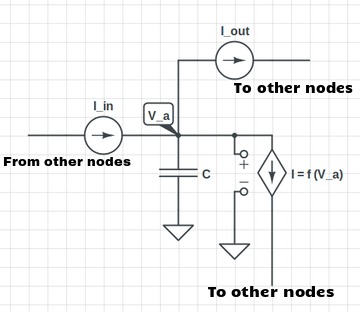 I_out
To other nodes
I_in
V_a
From other nodes
C
+
−
I = f (V_a)
To other nodes